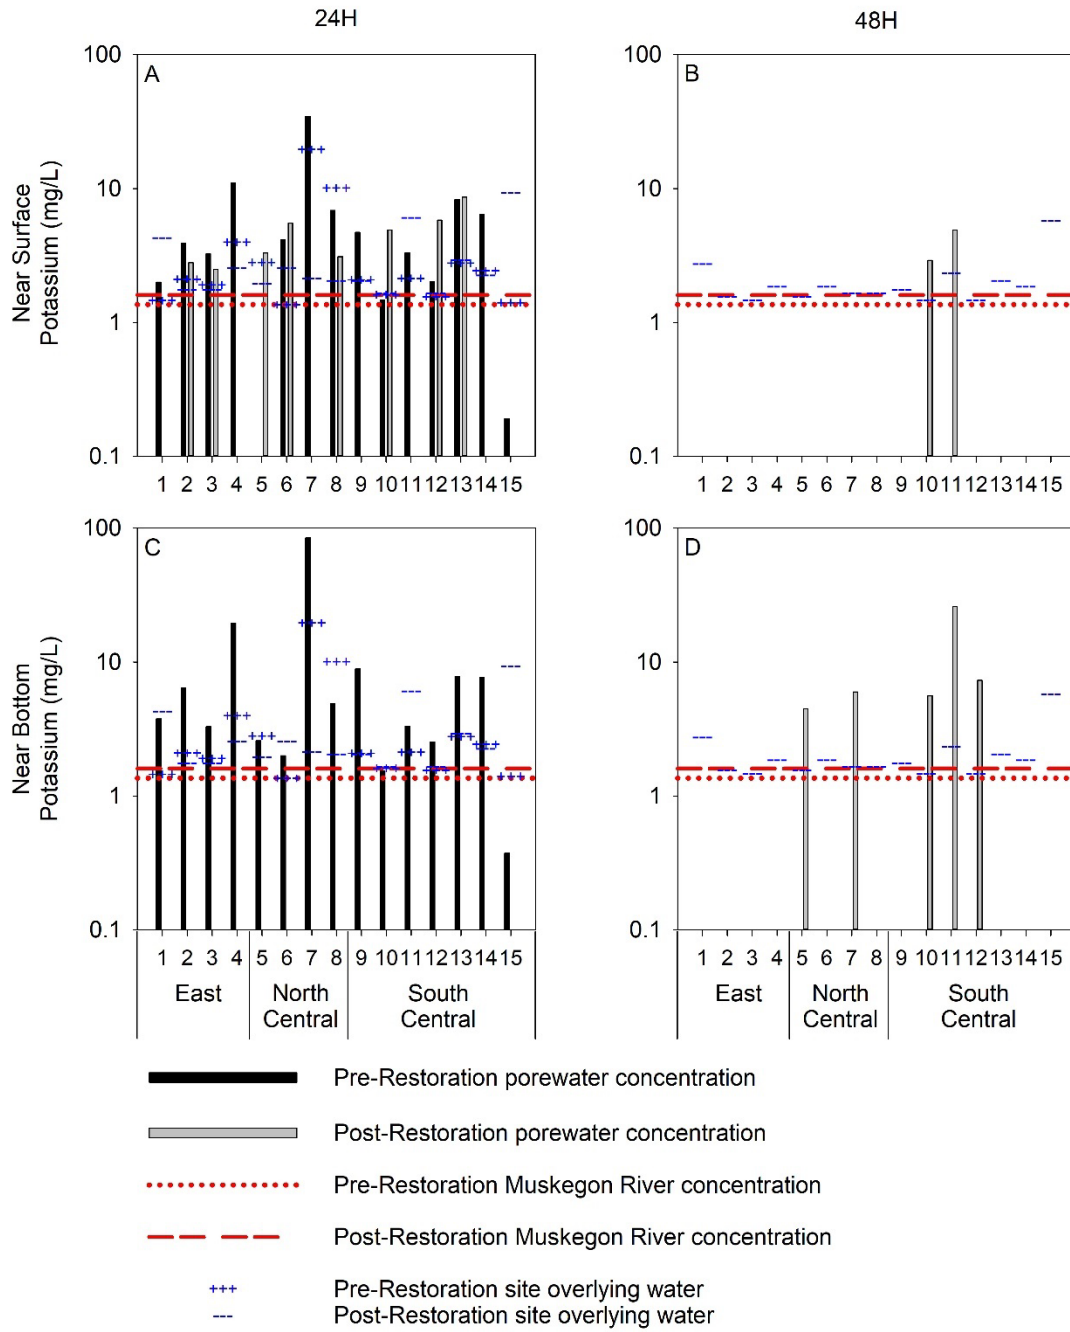 24H
48H
Near Surface
Potassium (mg/L)
A
100
10
1
0.1
1 2 3 4 5 6 7 8 9 10 11 12 13 14 15
B
100
10
1
0.1
1 2 3 4 5 6 7 8 9 10 11 12 13 14 15
Near Bottom
Potassium (mg/L)
C
100
10
1
0.1
1 2 3 4 5 6 7 8 9 10 11 12 13 14 15
East
North
Central
South
Central
D
100
10
1
0.1
1 2 3 4 5 6 7 8 9 10 11 12 13 14 15
East
North
Central
South
Central
Pre-Restoration porewater concentration
Post-Restoration porewater concentration
Pre-Restoration Muskegon River concentration
Post-Restoration Muskegon River concentration
+++ Pre-Restoration site overlying water
--- Post-Restoration site overlying water